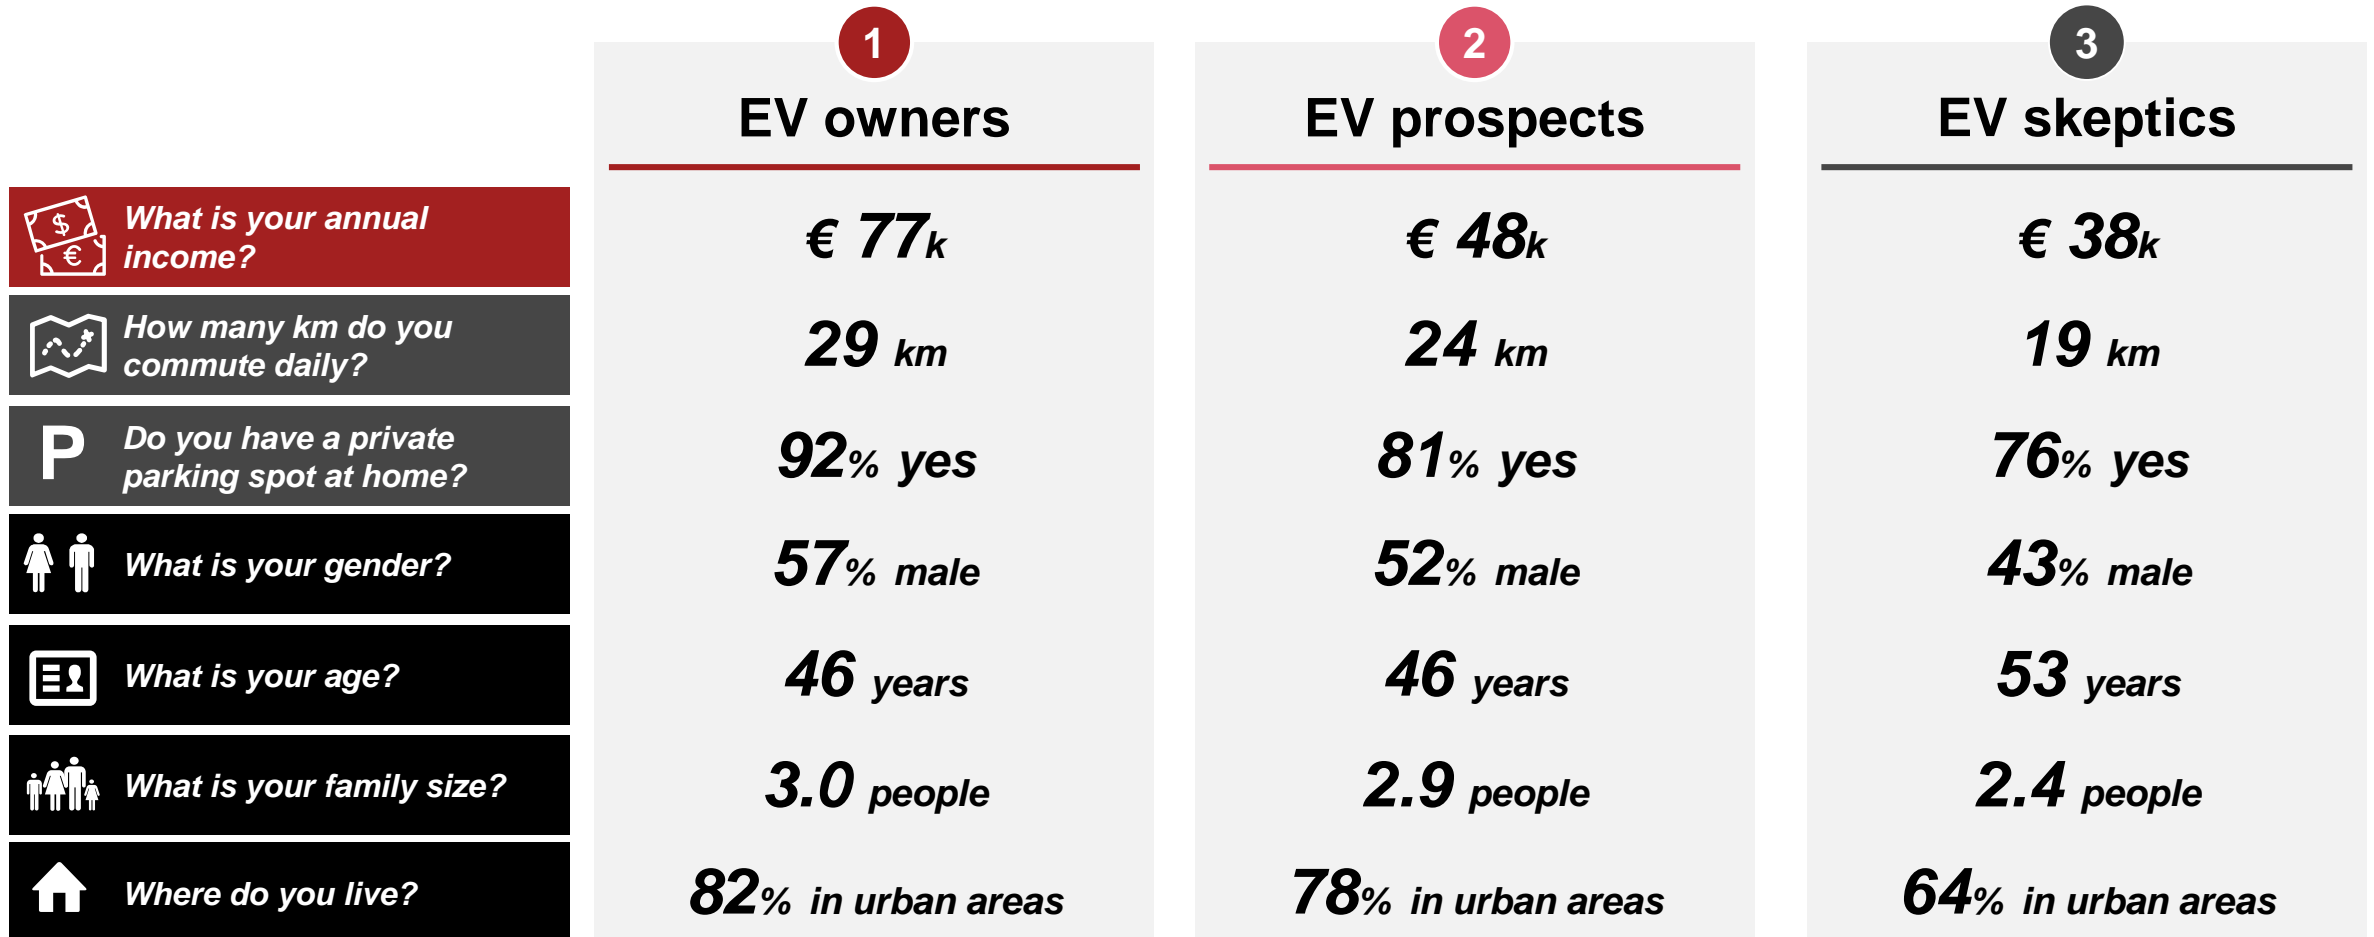 1
2
3
EV owners
EV prospects
EV skeptics
$
€
What is your annual
income?
€ 77k
€ 48k
€ 38k
How many km do you
commute daily?
29 km
24 km
19 km
P
Do you have a private
parking spot at home?
92% yes
81% yes
76% yes
What is your gender?
57% male
52% male
43% male
What is your age?
46 years
46 years
53 years
What is your family size?
3.0 people
2.9 people
2.4 people
Where do you live?
82% in urban areas
78% in urban areas
64% in urban areas